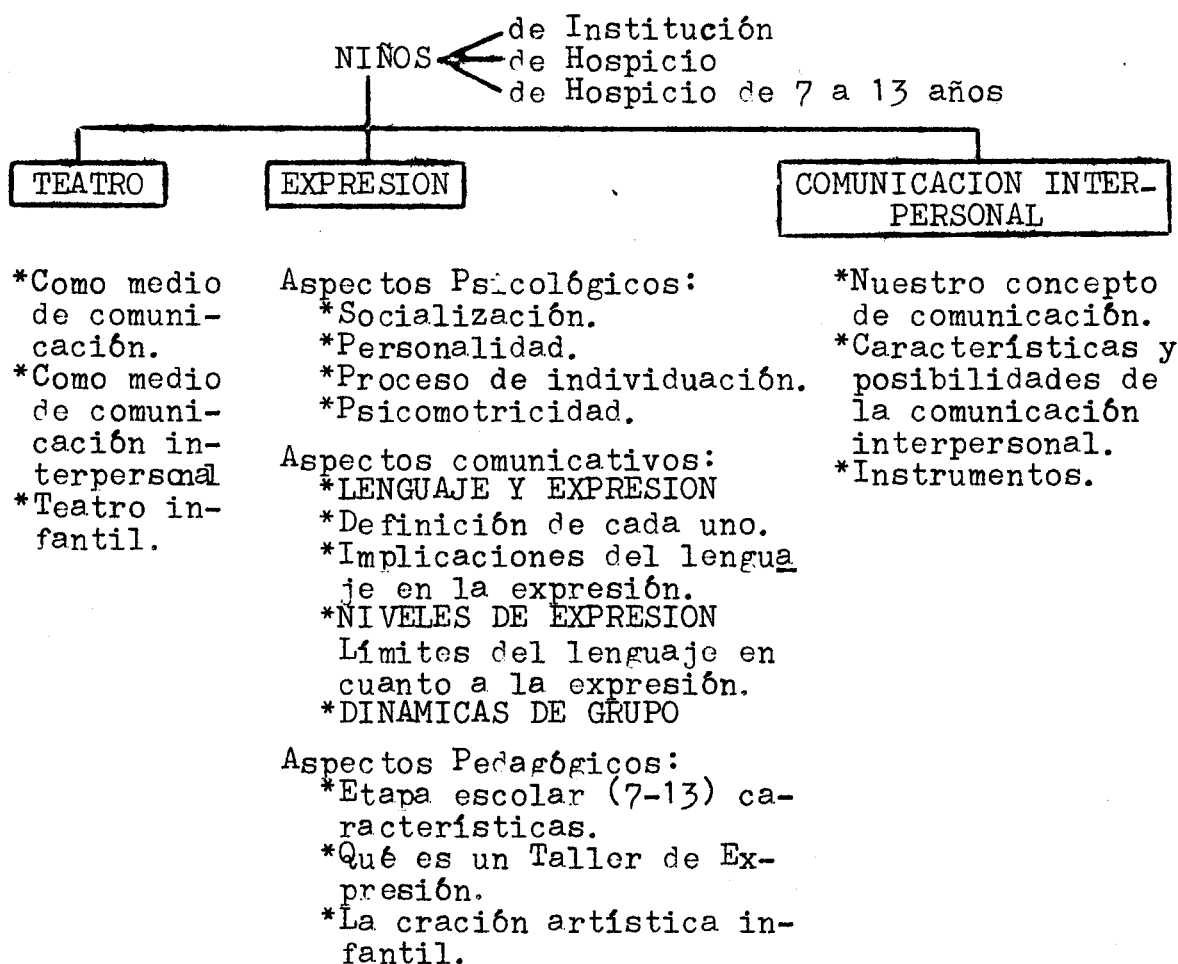 de Institución
NIÑOS de Hospicio
de Hospicio de 7 a 13 años
TEATRO
EXPRESION
COMUNICACION INTER-
PERSONAL
*Como medio
de comuni-
cación.
*Como medio
de comuni-
cación in-
terpersonal
*Teatro in-
fantil.
Aspectos Psicológicos:
*Socialización.
*Personalidad.
*Proceso de individuación.
*Psicomotricidad.
Aspectos comunicativos:
*LENGUAJE Y EXPRESION
*Definición de cada uno.
*Implicaciones del lengua
je en la expresión.
*NIVELES DE EXPRESION
Límites del lenguaje en
cuanto a la expresión.
*DINAMICAS DE GRUPO
Aspectos Pedagógicos:
*Etapa escolar (7-13) ca-
racterísticas.
*Qué es un Taller de Ex-
presión.
*La cración artística in-
fantil.
*Nuestro concepto
de comunicación.
*Características y
posibilidades de
la comunicación
interpersonal.
*Instrumentos.